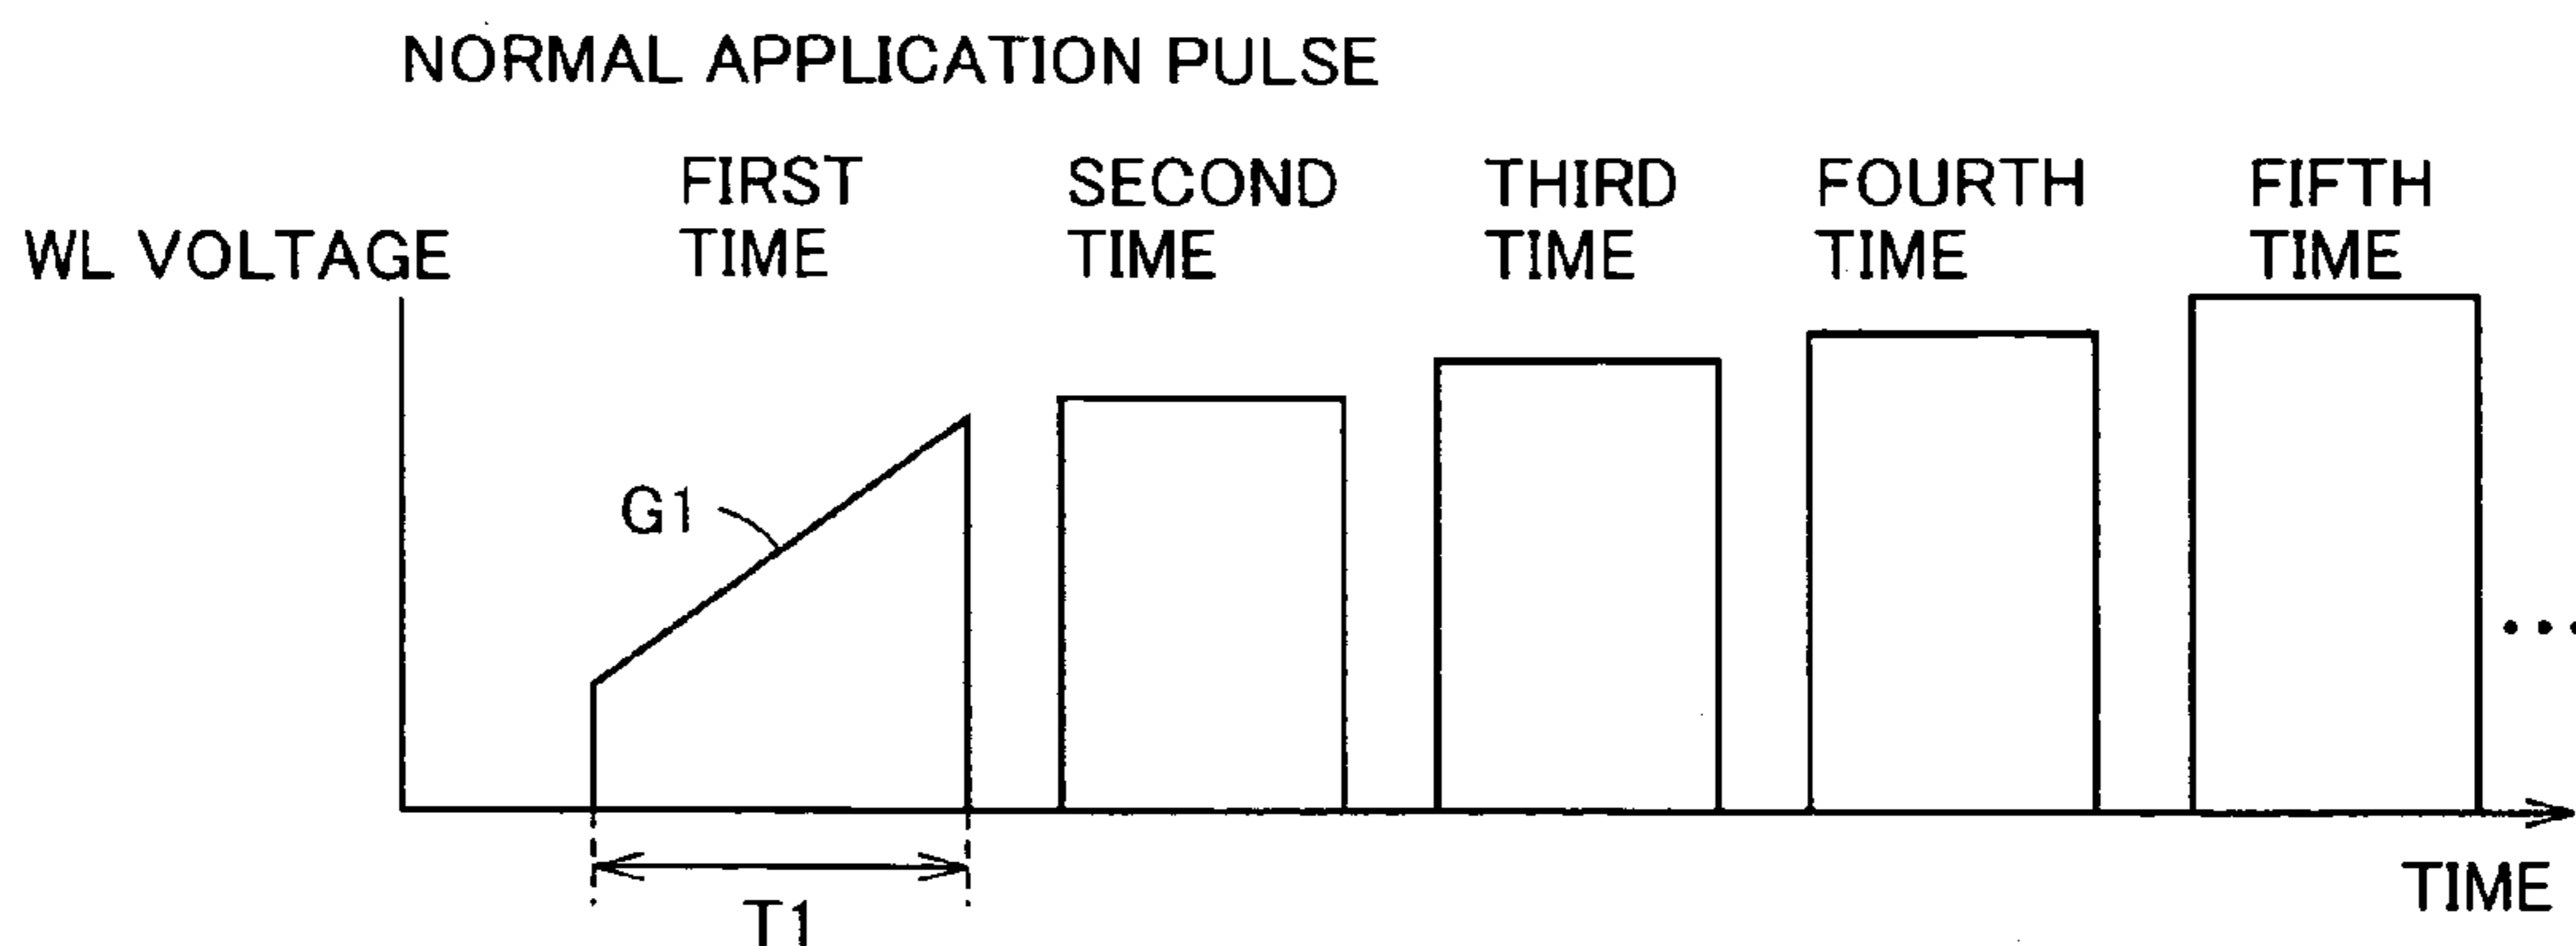 NORMAL APPLICATION PULSE
FIRST TIME
SECOND TIME
THIRD TIME
FOURTH TIME
FIFTH TIME
WL VOLTAGE
G1
...
TIME
T1